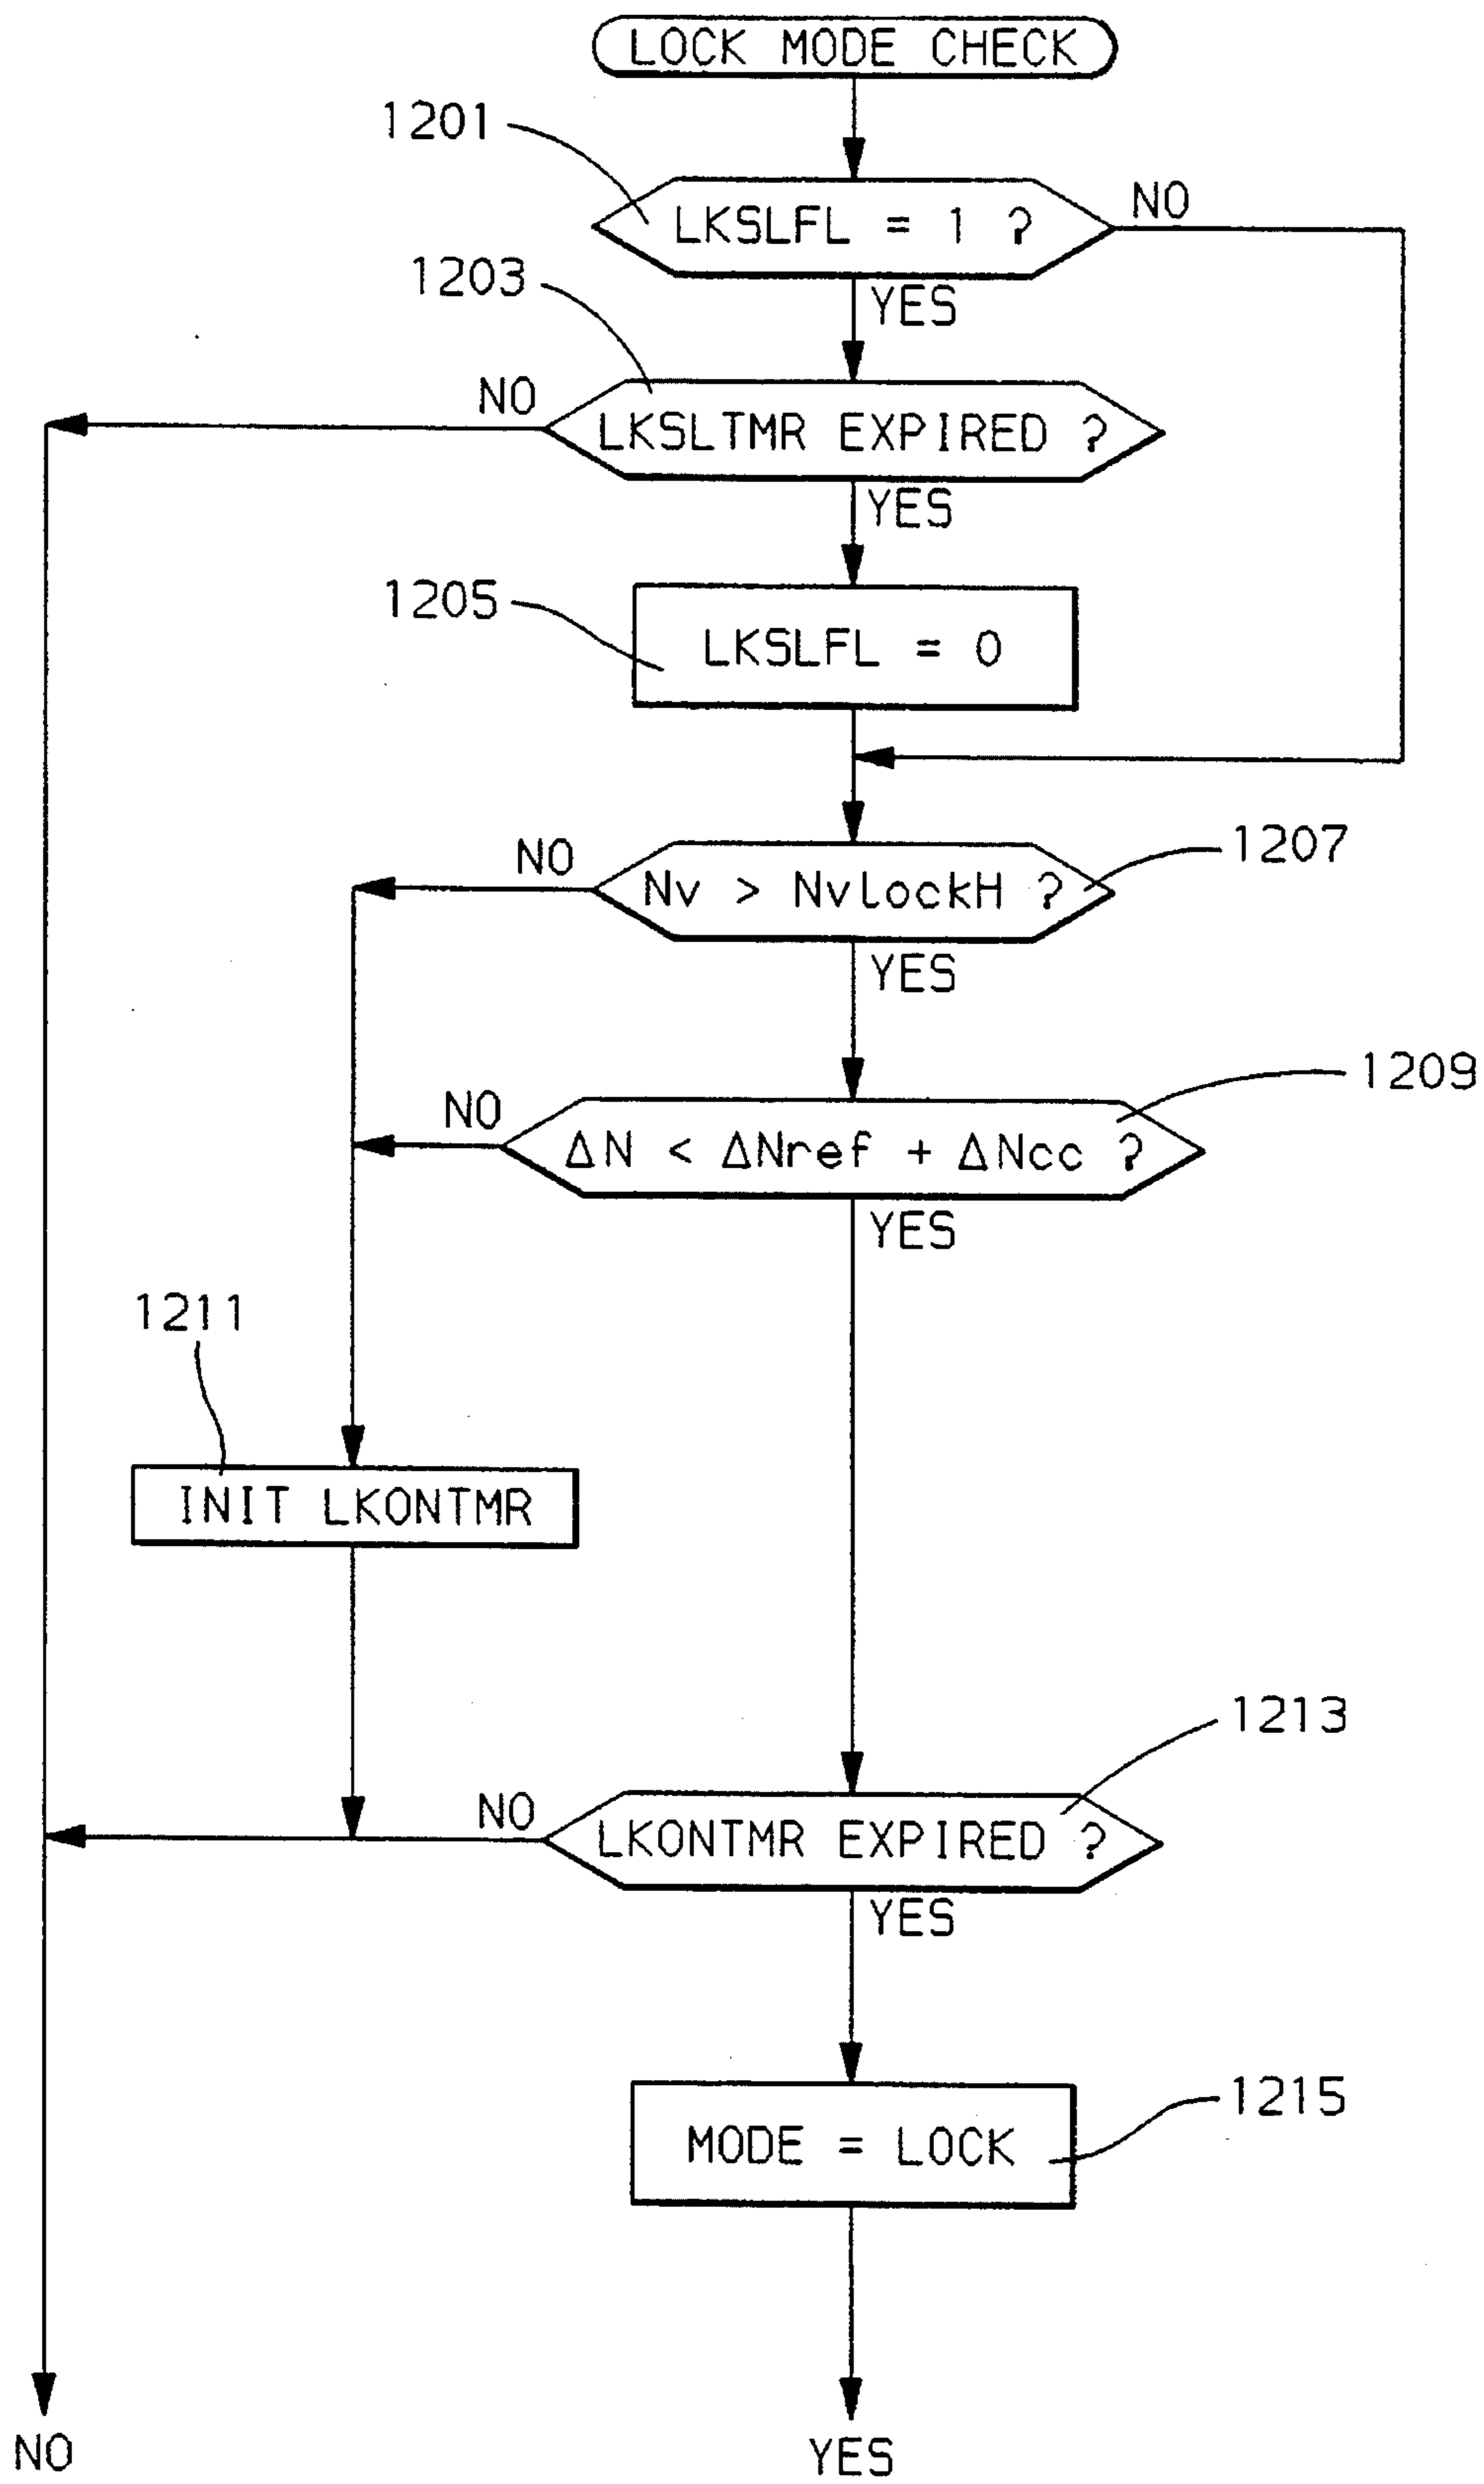 LOCK MODE CHECK
1201
LKSLFL = 1 ?
NO
YES
1203
NO
LKSLTMR EXPIRED ?
YES
1205
LKSLFL = 0
1207
NO
Nv > NvlockH ?
YES
1209
NO
ΔN < ΔNref + ΔNcc ?
YES
1211
INIT LKONTMR
1213
NO
LKONTMR EXPIRED ?
YES
1215
MODE = LOCK
NO
YES